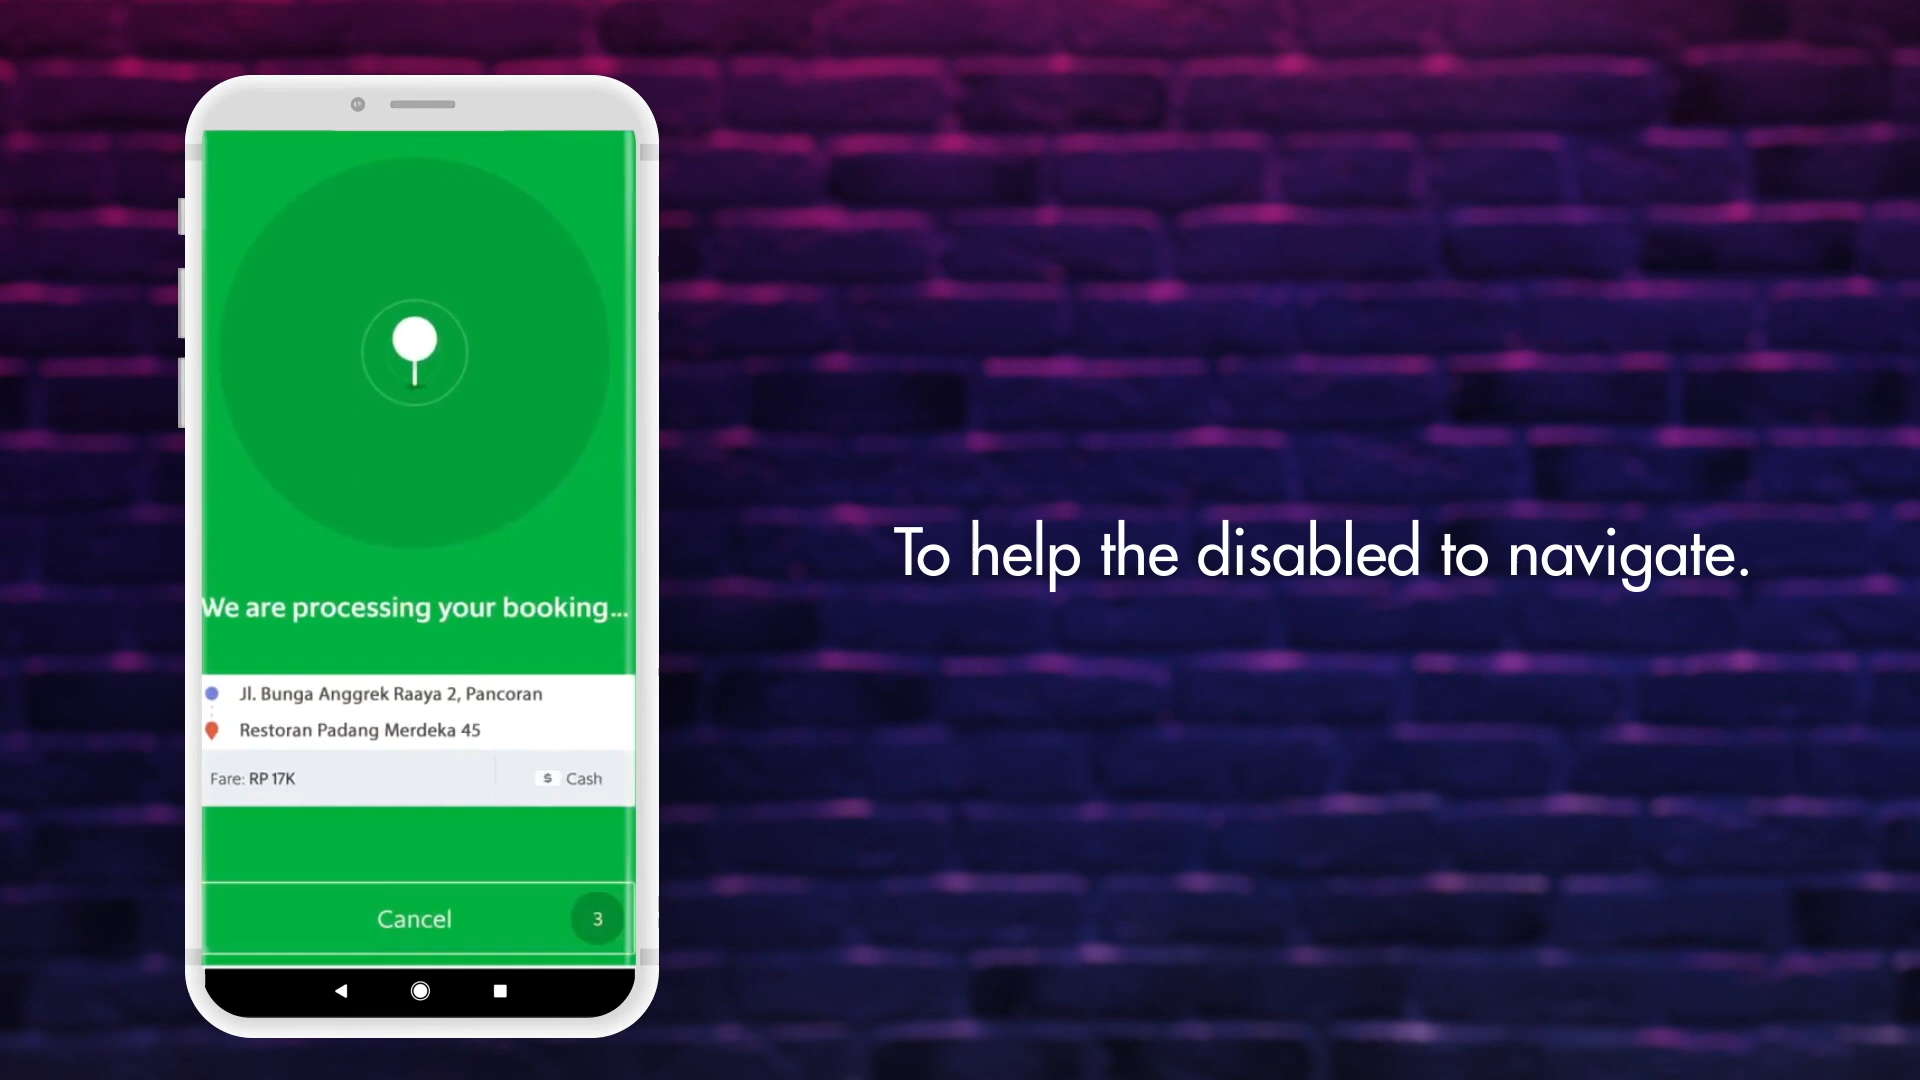 We are processing your booking...
Jl. Bunga Anggrek Raaya 2, Pancoran
Restoran Padang Merdeka 45
Fare: RP 17K
$ Cash
Cancel
3
To help the disabled to navigate.